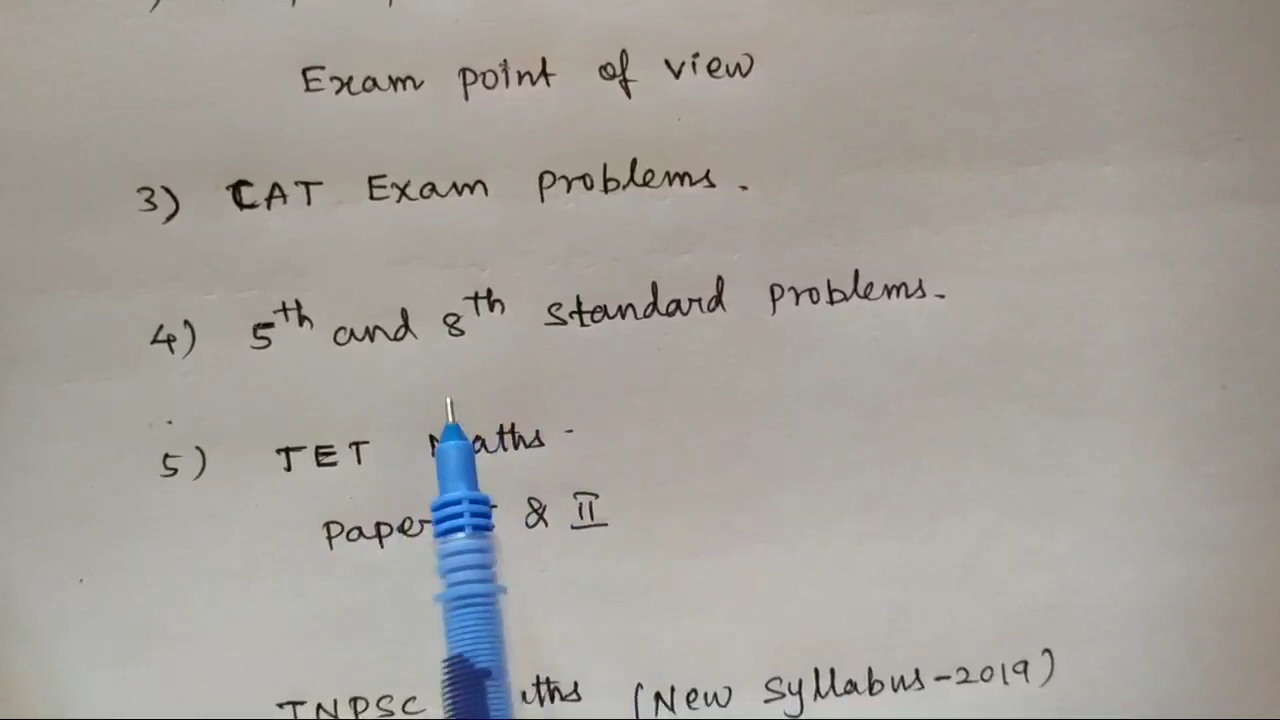 Exam point of view
3) CAT Exam problems.
4) 5th and 8th standard problems.
5) TET Maths -
paper & II
TNPSC (New Syllabus-2019)